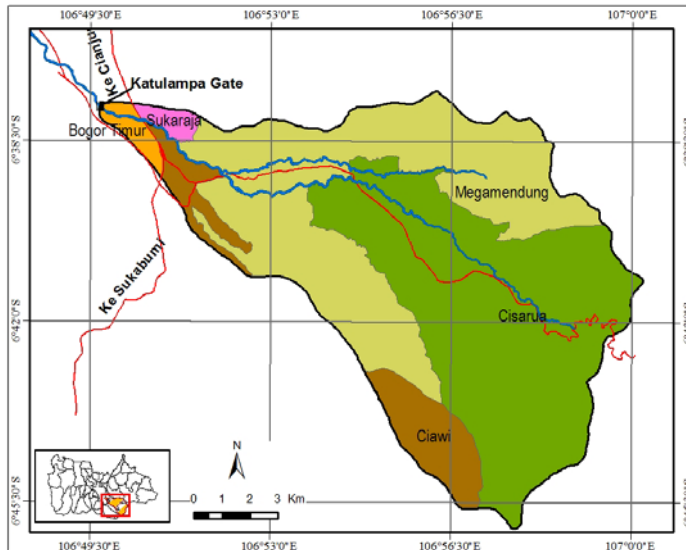 106°49'30"E 106°53'0"E 106°56'30"E 107°0'0"E
Ke Cianjur
Katulampa Gate
Sukaraja
Bogor Timur
6°38'30"S
Megamendung
Ke Sukabumi
6°42'0"S
Cisarua
Ciawi
N
0 1 2 3 Km
6°45'30"S
106°49'30"E 106°53'0"E 106°56'30"E 107°0'0"E